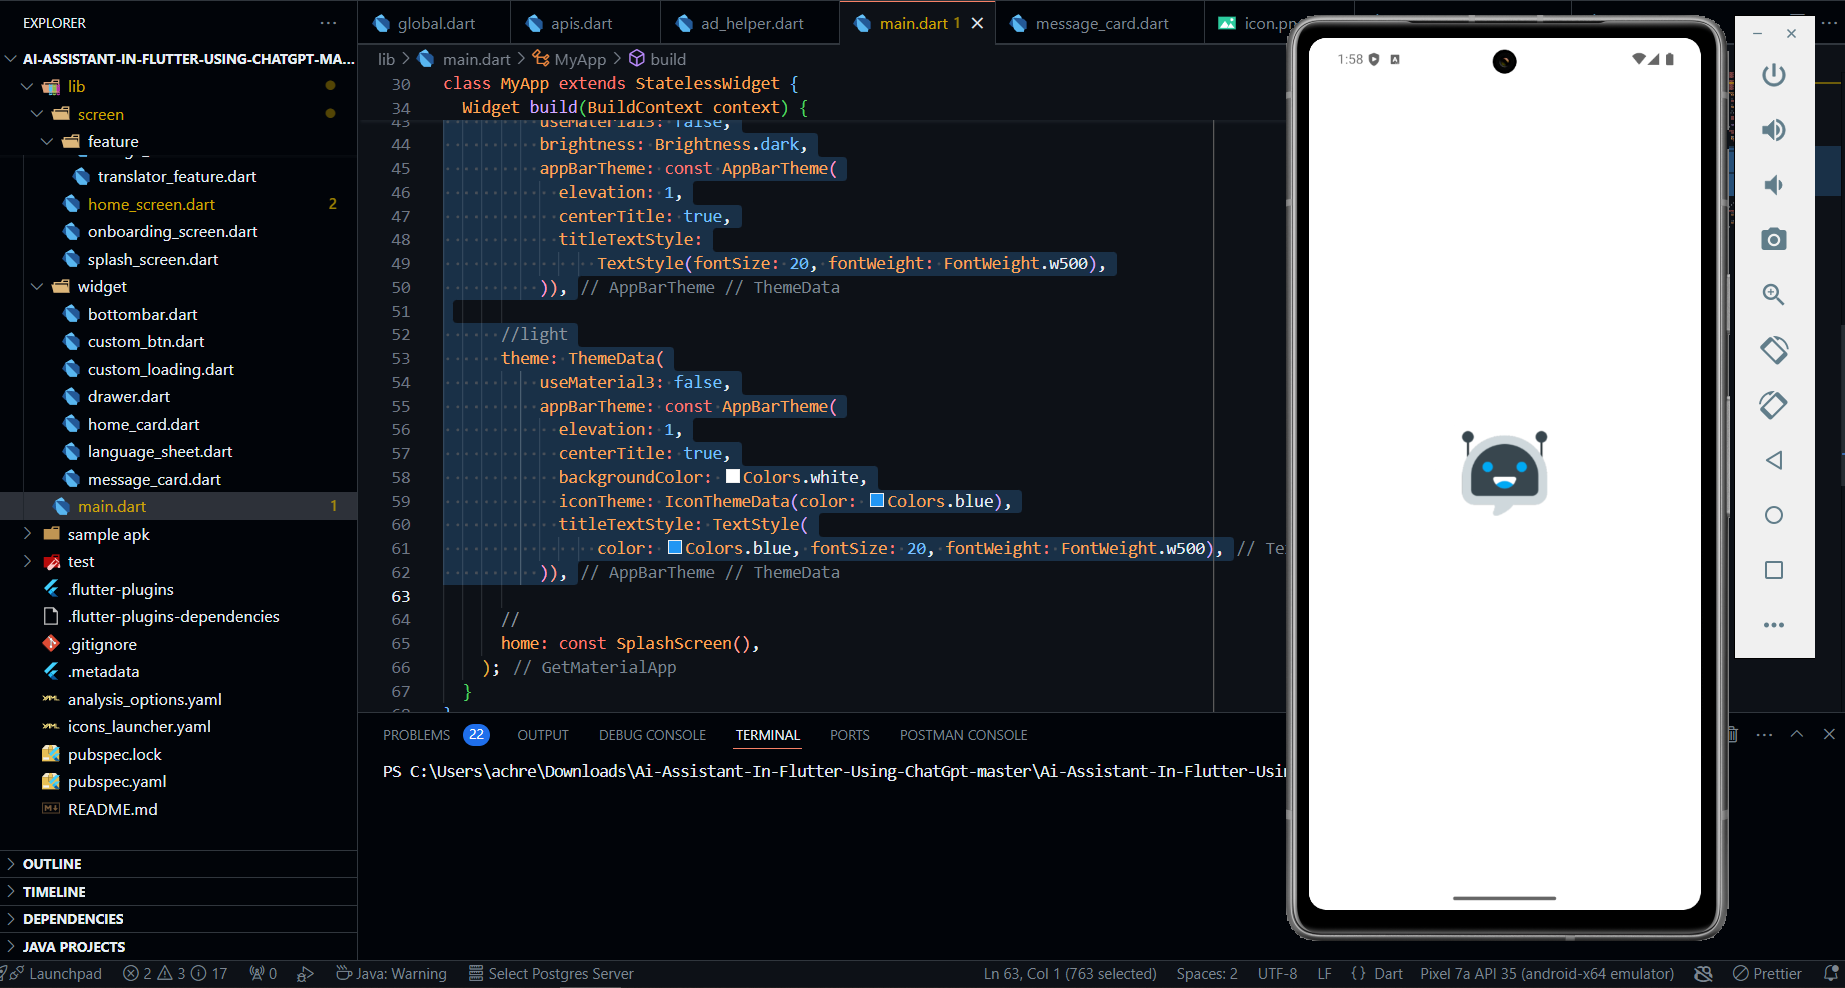 EXPLORER
global.dart
apis.dart
ad_helper.dart
main.dart 1
message_card.dart
icon.pn
AI-ASSISTANT-IN-FLUTTER-USING-CHATGPT-MA...
lib
screen
feature
translator_feature.dart
home_screen.dart 2
onboarding_screen.dart
splash_screen.dart
widget
bottombar.dart
custom_btn.dart
custom_loading.dart
drawer.dart
home_card.dart
language_sheet.dart
message_card.dart
main.dart 1
sample apk
test
.flutter-plugins
.flutter-plugins-dependencies
.gitignore
.metadata
analysis_options.yaml
icons_launcher.yaml
pubspec.lock
pubspec.yaml
README.md
OUTLINE
TIMELINE
DEPENDENCIES
JAVA PROJECTS
lib > main.dart > MyApp > build
30 class MyApp extends StatelessWidget {
34 Widget build(BuildContext context) {
43 useMaterial3: false,
44 brightness: Brightness.dark,
45 appBarTheme: const AppBarTheme(
46 elevation: 1,
47 centerTitle: true,
48 titleTextStyle:
49 TextStyle(fontSize: 20, fontWeight: FontWeight.w500),
50 )), // AppBarTheme // ThemeData
51
52 //light
53 theme: ThemeData(
54 useMaterial3: false,
55 appBarTheme: const AppBarTheme(
56 elevation: 1,
57 centerTitle: true,
58 backgroundColor: Colors.white,
59 iconTheme: IconThemeData(color: Colors.blue),
60 titleTextStyle: TextStyle(
61 color: Colors.blue, fontSize: 20, fontWeight: FontWeight.w500), // Te
62 )), // AppBarTheme // ThemeData
63
64 //
65 home: const SplashScreen(),
66 ); // GetMaterialApp
67 }
PROBLEMS 22 OUTPUT DEBUG CONSOLE TERMINAL PORTS POSTMAN CONSOLE
PS C:\Users\achre\Downloads\Ai-Assistant-In-Flutter-Using-ChatGpt-master\Ai-Assistant-In-Flutter-Usin
1:58
Launchpad 2 3 17 0 Java: Warning Select Postgres Server Ln 63, Col 1 (763 selected) Spaces: 2 UTF-8 LF {} Dart Pixel 7a API 35 (android-x64 emulator) Prettier